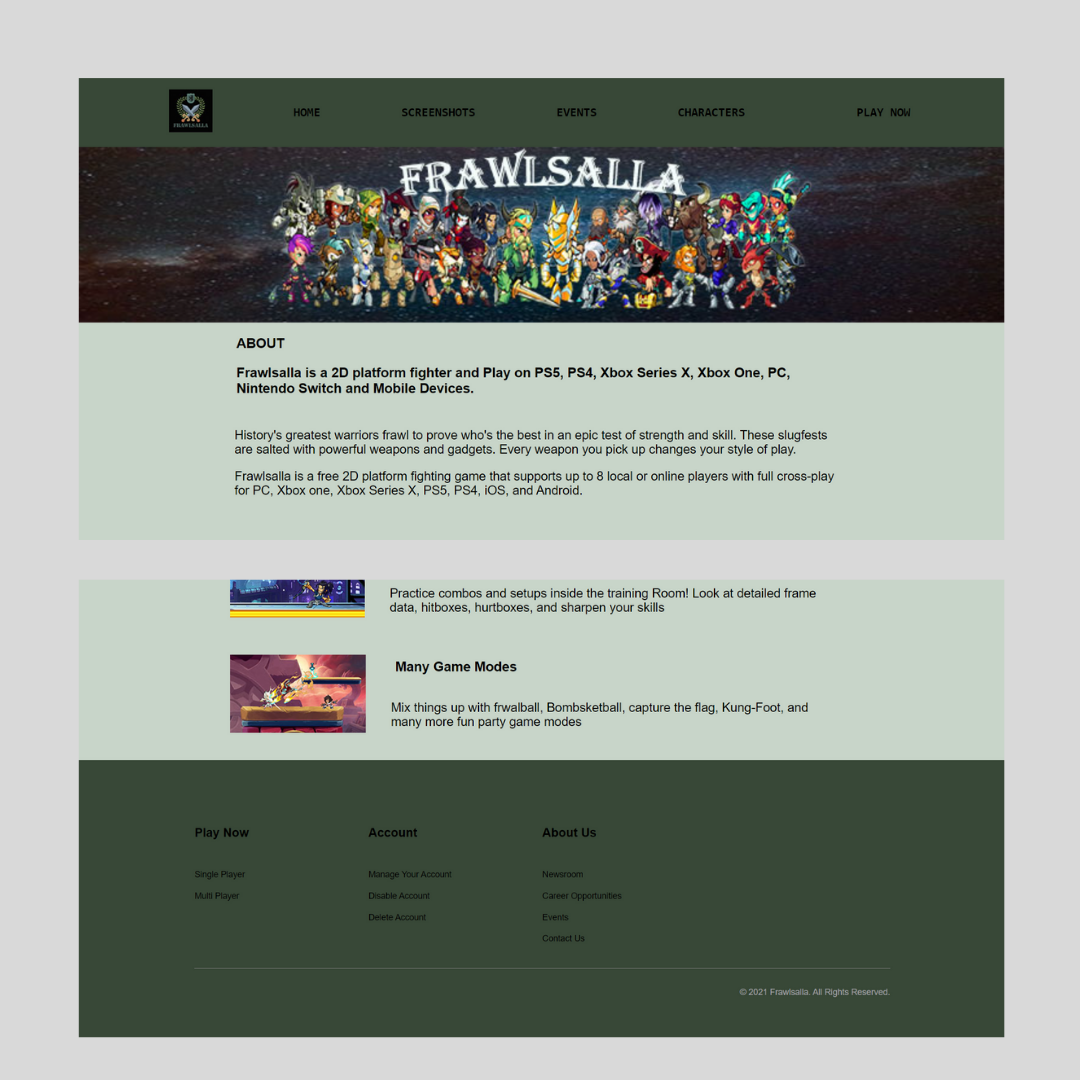 FRAWLSALLA
HOME
SCREENSHOTS
EVENTS
CHARACTERS
PLAY NOW
FRAWLSALLA
ABOUT
Frawlsalla is a 2D platform fighter and Play on PS5, PS4, Xbox Series X, Xbox One, PC,
Nintendo Switch and Mobile Devices.
History's greatest warriors frawl to prove who's the best in an epic test of strength and skill. These slugfests
are salted with powerful weapons and gadgets. Every weapon you pick up changes your style of play.
Frawlsalla is a free 2D platform fighting game that supports up to 8 local or online players with full cross-play
for PC, Xbox one, Xbox Series X, PS5, PS4, iOS, and Android.
Practice combos and setups inside the training Room! Look at detailed frame
data, hitboxes, hurtboxes, and sharpen your skills
Many Game Modes
Mix things up with frwalball, Bombsketball, capture the flag, Kung-Foot, and
many more fun party game modes
Play Now
Single Player
Multi Player
Account
Manage Your Account
Disable Account
Delete Account
About Us
Newsroom
Career Opportunities
Events
Contact Us
© 2021 Frawlsalla. All Rights Reserved.